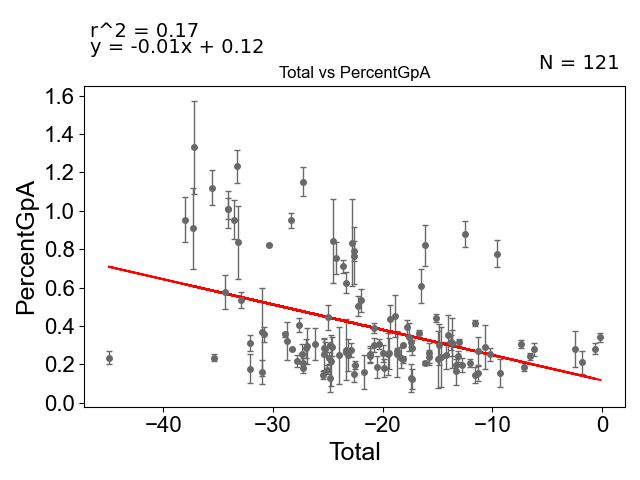 r^2 = 0.17
y = -0.01x + 0.12
N = 121
Total vs PercentGpA
PercentGpA
1.6
1.4
1.2
1.0
0.8
0.6
0.4
0.2
0.0
−40 −30 −20 −10 0
Total